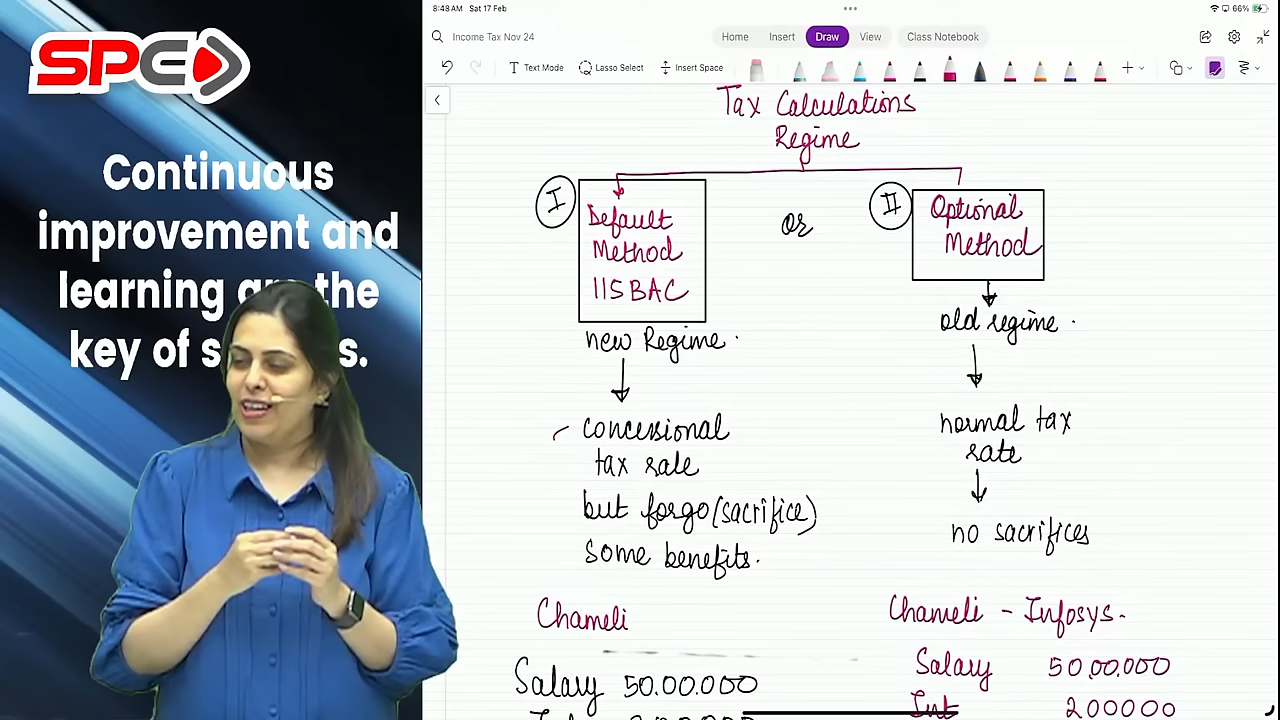 SPC
Continuous
improvement and
learning are the
key of s s.
8:48 AM Sat 17 Feb
66%
Income Tax Nov 24
Home Insert Draw View Class Notebook
Text Mode Lasso Select Insert Space
Tax Calculations
Regime
I
Default
Method
115BAC
or
II
Optional
Method
new Regime.
old regime.
concessional
tax rate
but forgo (sacrifice)
some benefits.
normal tax
rate
no sacrifices
Chameli
Salary 50,00,000
Chameli - Infosys.
Salary 50,00,000
Int 200000